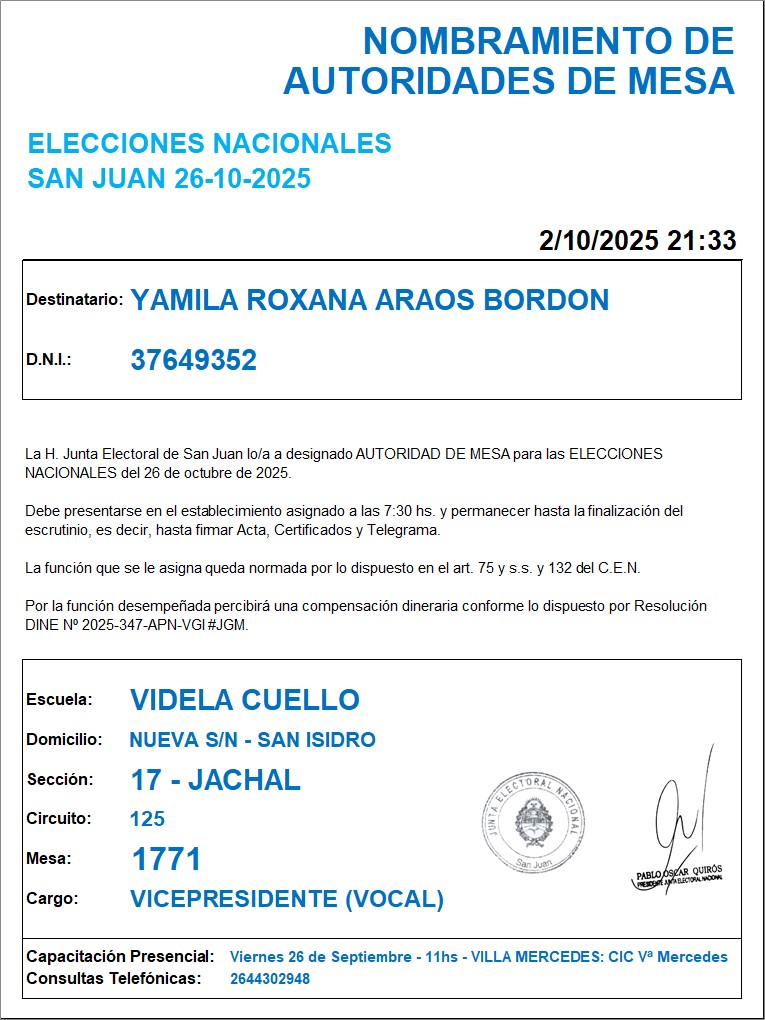 NOMBRAMIENTO DE
AUTORIDADES DE MESA
ELECCIONES NACIONALES
SAN JUAN 26-10-2025
2/10/2025 21:33
Destinatario: YAMILA ROXANA ARAOS BORDON
D.N.I.: 37649352
La H. Junta Electoral de San Juan lo/a a designado AUTORIDAD DE MESA para las ELECCIONES
NACIONALES del 26 de octubre de 2025.
Debe presentarse en el establecimiento asignado a las 7:30 hs. y permanecer hasta la finalización del
escrutinio, es decir, hasta firmar Acta, Certificados y Telegrama.
La función que se le asigna queda normada por lo dispuesto en el art. 75 y s.s. y 132 del C.E.N.
Por la función desempeñada percibirá una compensación dineraria conforme lo dispuesto por Resolución
DINE Nº 2025-347-APN-VGI#JGM.
Escuela: VIDELA CUELLO
Domicilio: NUEVA S/N - SAN ISIDRO
Sección: 17 - JACHAL
Circuito: 125
Mesa: 1771
Cargo: VICEPRESIDENTE (VOCAL)
JUNTA ELECTORAL NACIONAL
San Juan
PABLO OSCAR QUIRÓS
PRESIDENTE JUNTA ELECTORAL NACIONAL
Capacitación Presencial: Viernes 26 de Septiembre - 11hs - VILLA MERCEDES: CIC Vª Mercedes
Consultas Telefónicas: 2644302948